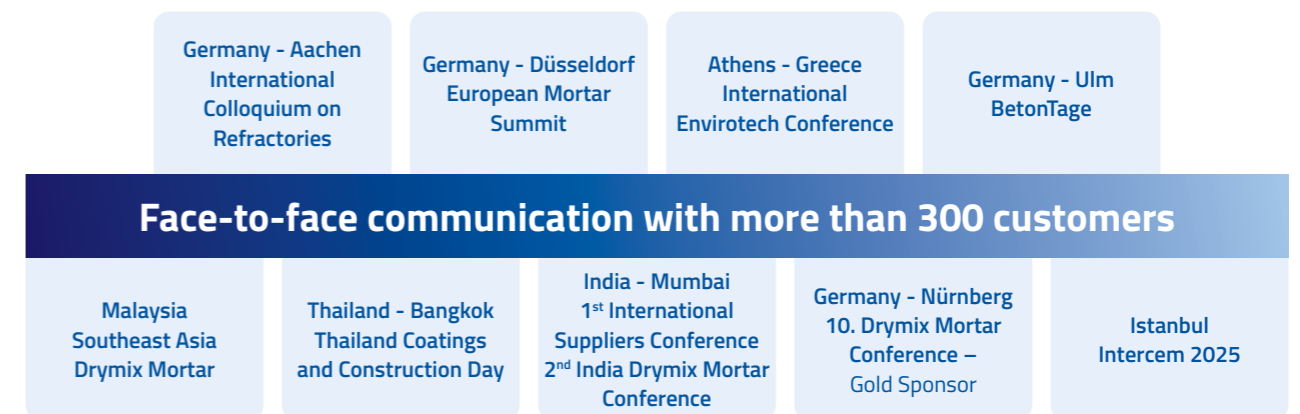 Germany - Aachen
International
Colloquium on
Refractories
Germany - Düsseldorf
European Mortar
Summit
Athens - Greece
International
Envirotech Conference
Germany - Ulm
BetonTage
Face-to-face communication with more than 300 customers
Malaysia
Southeast Asia
Drymix Mortar
Thailand - Bangkok
Thailand Coatings
and Construction Day
India - Mumbai
1st International
Suppliers Conference
2nd India Drymix Mortar
Conference
Germany - Nürnberg
10. Drymix Mortar
Conference –
Gold Sponsor
Istanbul
Intercem 2025